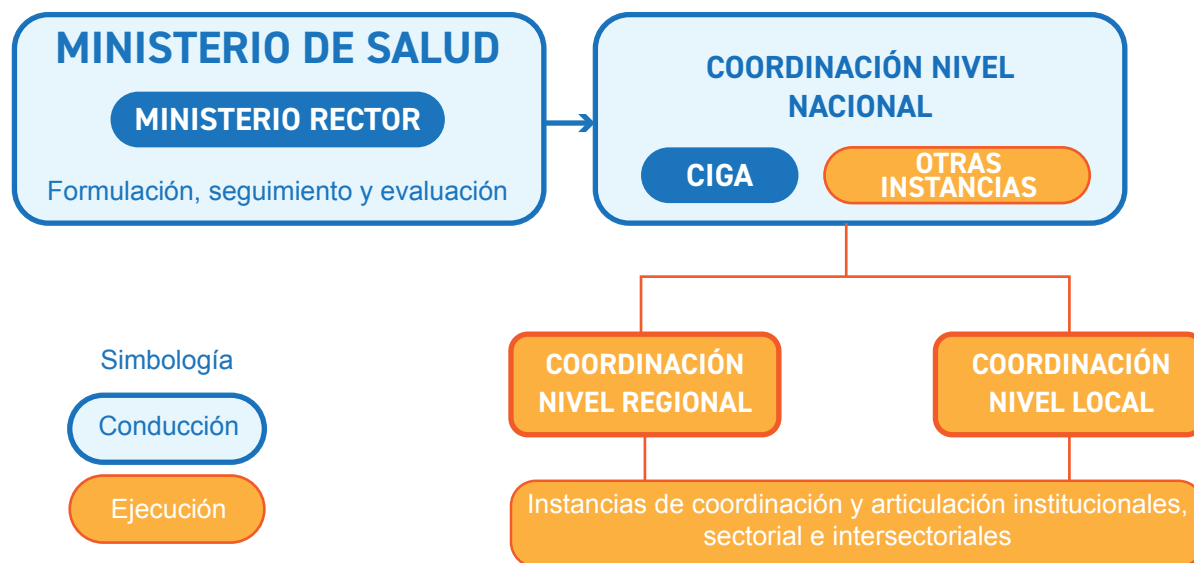 MINISTERIO DE SALUD
MINISTERIO RECTOR
Formulación, seguimiento y evaluación
COORDINACIÓN NIVEL
NACIONAL
CIGA
OTRAS
INSTANCIAS
COORDINACIÓN
NIVEL REGIONAL
COORDINACIÓN
NIVEL LOCAL
Instancias de coordinación y articulación institucionales,
sectorial e intersectoriales
Simbología
Conducción
Ejecución